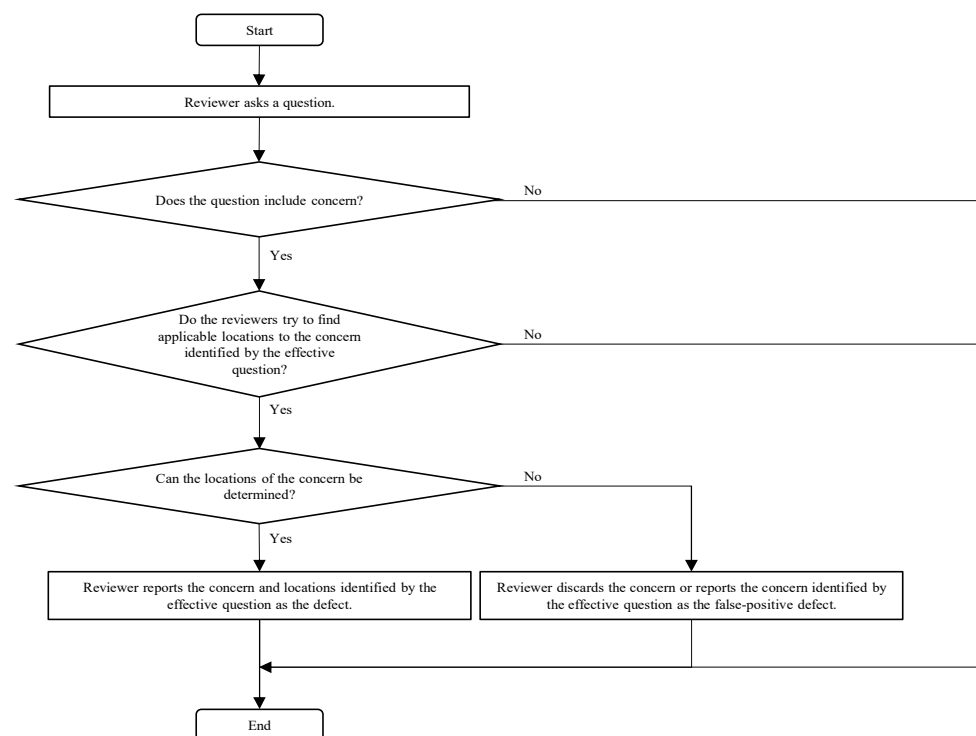 Start
Reviewer asks a question.
Does the question include concern?
No
Yes
Do the reviewers try to find
applicable locations to the concern
identified by the effective
question?
No
Yes
Can the locations of the concern be
determined?
No
Yes
Reviewer reports the concern and locations identified by the
effective question as the defect.
Reviewer discards the concern or reports the concern identified by
the effective question as the false-positive defect.
End